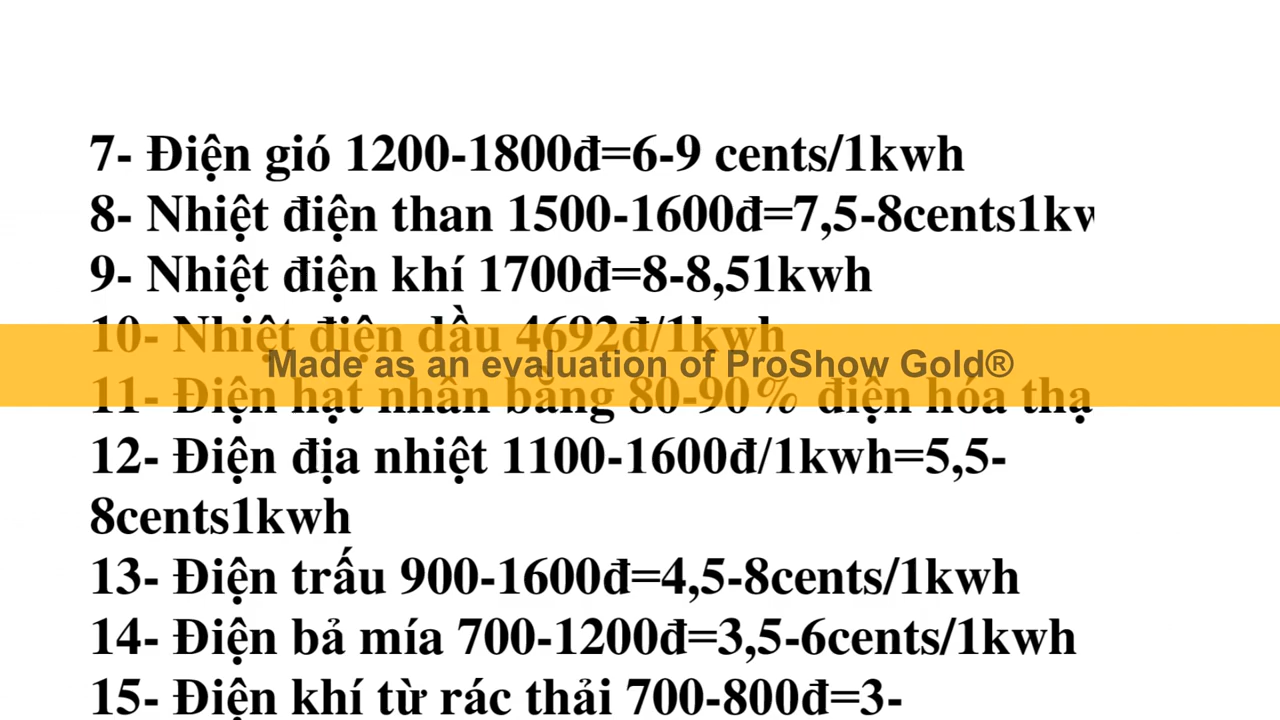 7- Điện gió 1200-1800đ=6-9 cents/1kwh
8- Nhiệt điện than 1500-1600đ=7,5-8cents1kw
9- Nhiệt điện khí 1700đ=8-8,51kwh
10- Nhiệt điện dầu 4692đ/1kwh
Made as an evaluation of ProShow Gold®
11- Điện hạt nhân bằng 80-90% điện hóa thạ
12- Điện địa nhiệt 1100-1600đ/1kwh=5,5-
8cents1kwh
13- Điện trấu 900-1600đ=4,5-8cents/1kwh
14- Điện bả mía 700-1200đ=3,5-6cents/1kwh
15- Điện khí từ rác thải 700-800đ=3-